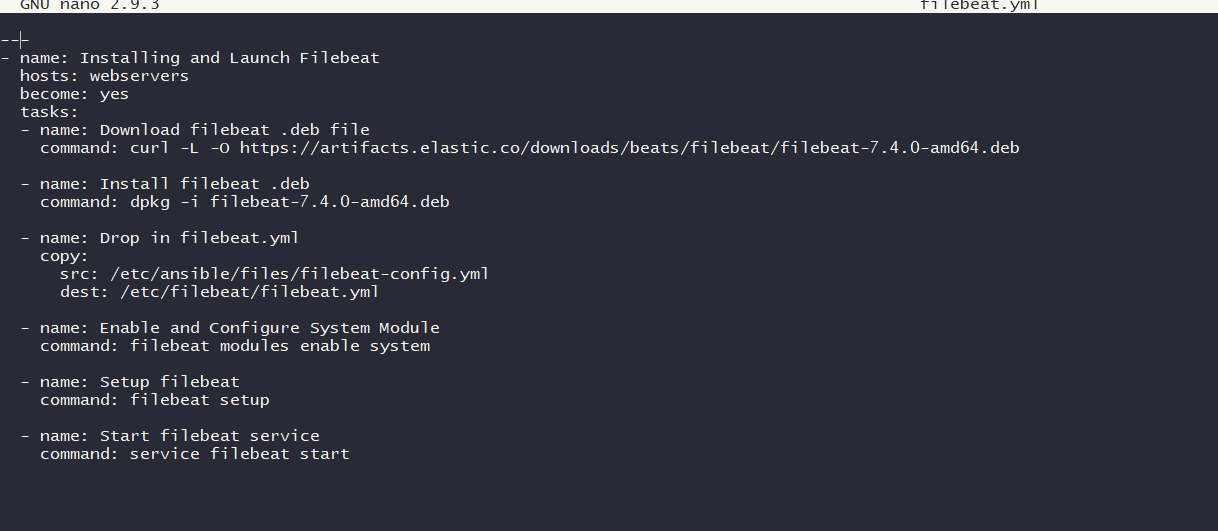 GNU nano 2.9.3 filebeat.yml
---
- name: Installing and Launch Filebeat
  hosts: webservers
  become: yes
  tasks:
  - name: Download filebeat .deb file
    command: curl -L -O https://artifacts.elastic.co/downloads/beats/filebeat/filebeat-7.4.0-amd64.deb
  - name: Install filebeat .deb
    command: dpkg -i filebeat-7.4.0-amd64.deb
  - name: Drop in filebeat.yml
    copy:
      src: /etc/ansible/files/filebeat-config.yml
      dest: /etc/filebeat/filebeat.yml
  - name: Enable and Configure System Module
    command: filebeat modules enable system
  - name: Setup filebeat
    command: filebeat setup
  - name: Start filebeat service
    command: service filebeat start